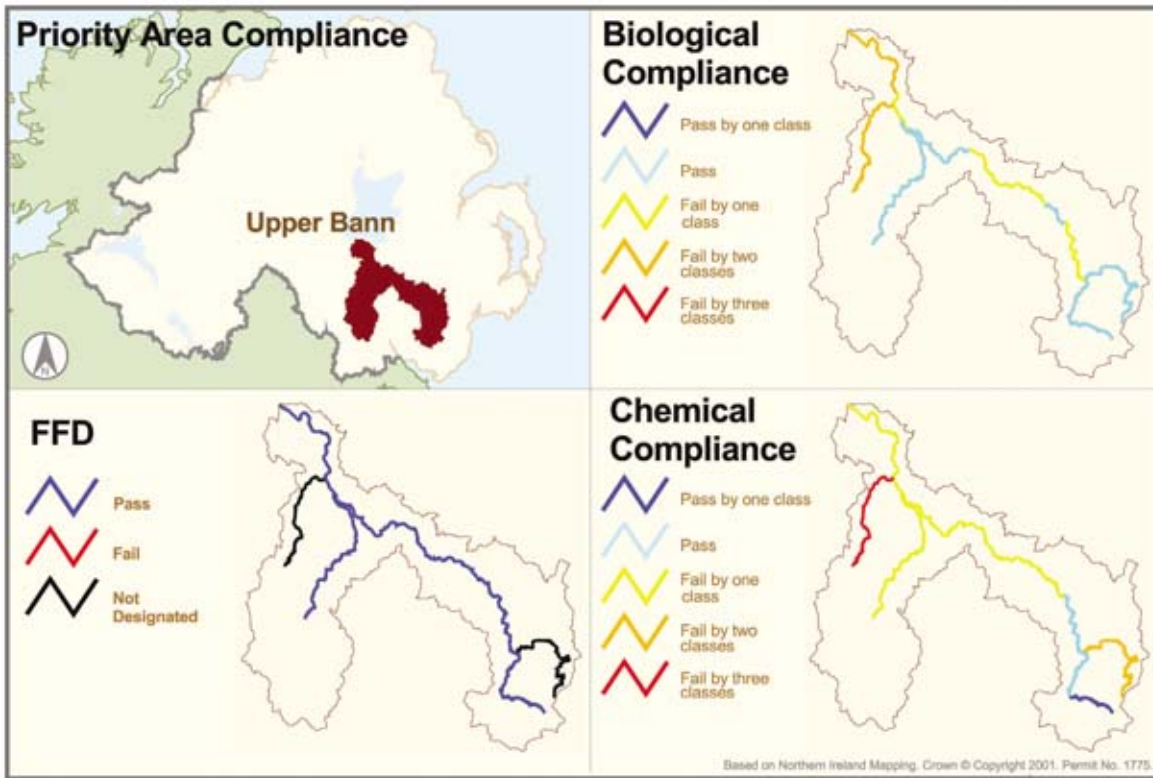 Priority Area Compliance
Upper Bann
N
Biological
Compliance
Pass by one class
Pass
Fail by one
class
Fail by two
classes
Fail by three
classes
FFD
Pass
Fail
Not
Designated
Chemical
Compliance
Pass by one class
Pass
Fail by one
class
Fail by two
classes
Fail by three
classes
Based on Northern Ireland Mapping. Crown © Copyright 2001. Permit No. 1775.